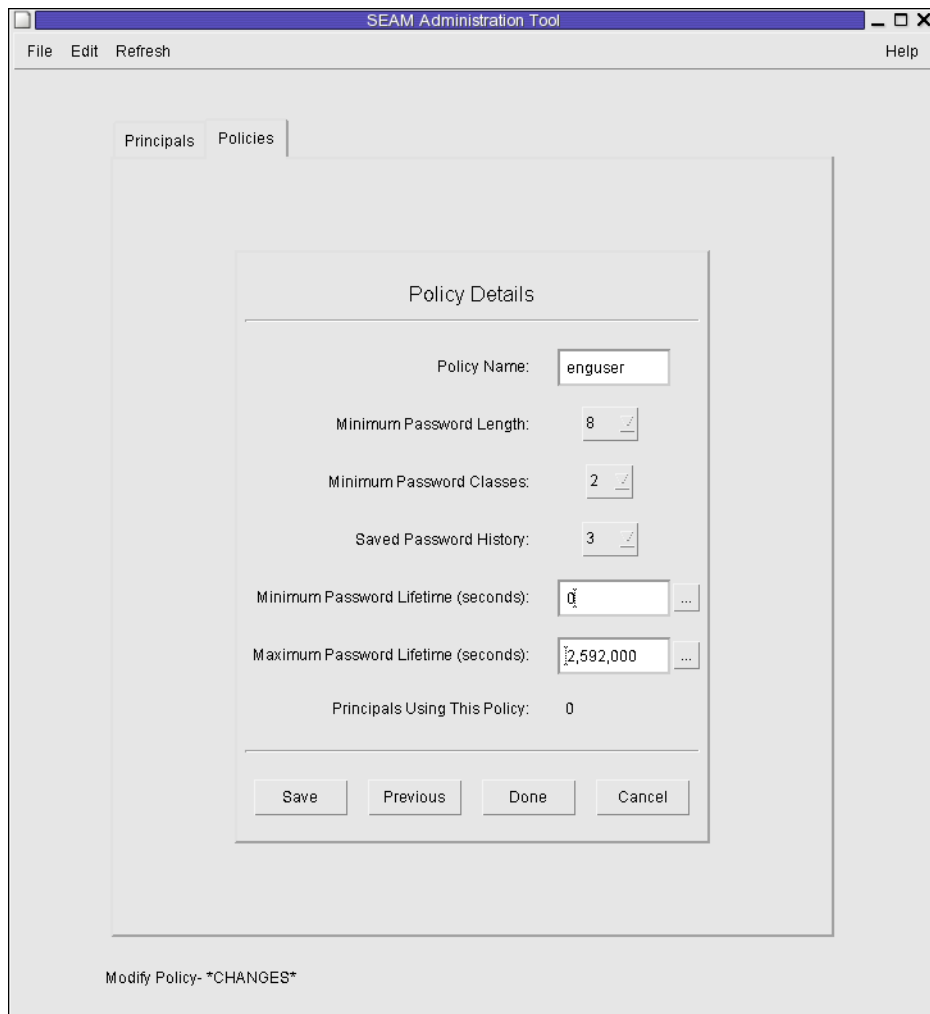 SEAM Administration Tool
File Edit Refresh Help
Principals Policies
Policy Details
Policy Name: enguser
Minimum Password Length: 8
Minimum Password Classes: 2
Saved Password History: 3
Minimum Password Lifetime (seconds): 0 ...
Maximum Password Lifetime (seconds): 2,592,000 ...
Principals Using This Policy: 0
Save Previous Done Cancel
Modify Policy- *CHANGES*